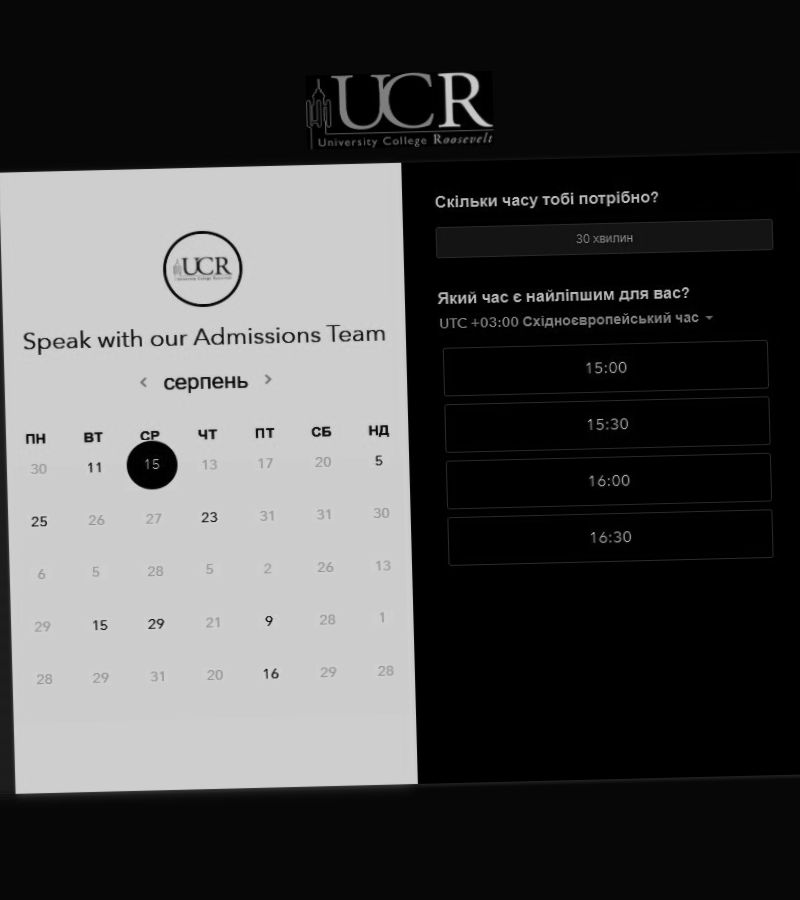 UCR
University College Roosevelt
UCR
Speak with our Admissions Team
< серпень >
ПН ВТ СР ЧТ ПТ СБ НД
30 11 15 13 17 20 5
25 26 27 23 31 31 30
6 5 28 5 2 26 13
29 15 29 21 9 28 1
28 29 31 20 16 29 28
Скільки часу тобі потрібно?
30 хвилин
Який час є найліпшим для вас?
UTC +03:00 Східноєвропейський час
15:00
15:30
16:00
16:30